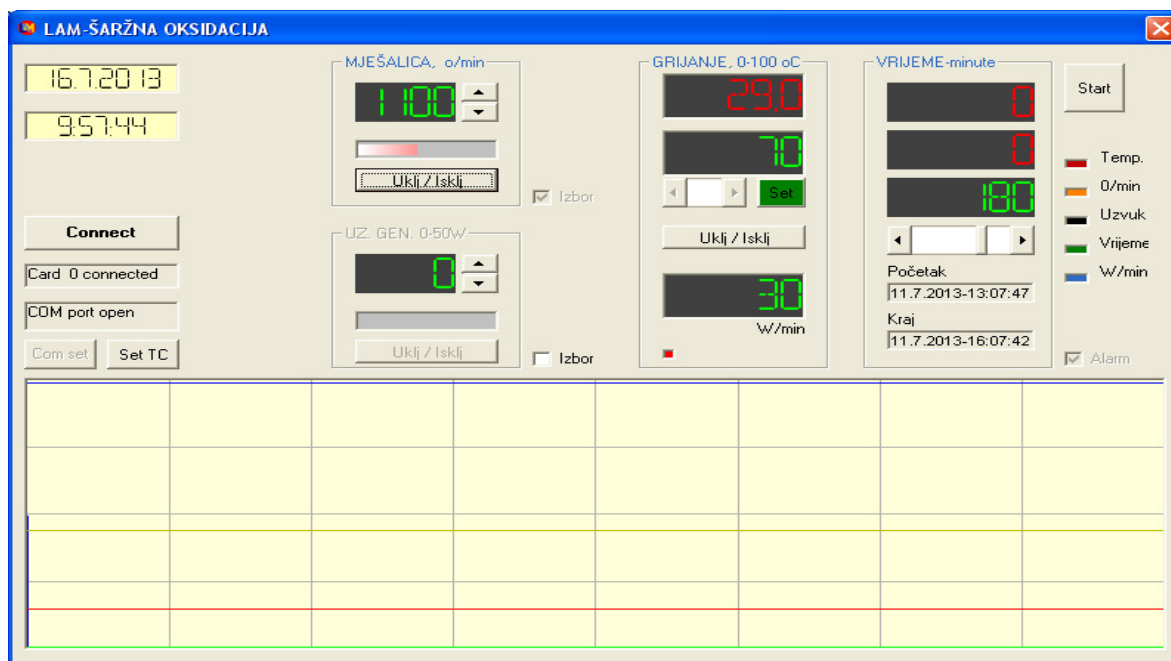 LAM-ŠARŽNA OKSIDACIJA
16.7.2013
9:57:44
Connect
Card 0 connected
COM port open
Com set
Set TC
MJEŠALICA, o/min
1100
Uklj / Isklj
Izbor
UZ. GEN. 0-50W
0
Uklj / Isklj
Izbor
GRIJANJE, 0-100 oC
29.0
70
Set
Uklj / Isklj
30
W/min
VRIJEME-minute
0
0
180
Početak
11.7.2013-13:07:47
Kraj
11.7.2013-16:07:42
Start
Temp.
0/min
Uzvuk
Vrijeme
W/min
Alarm